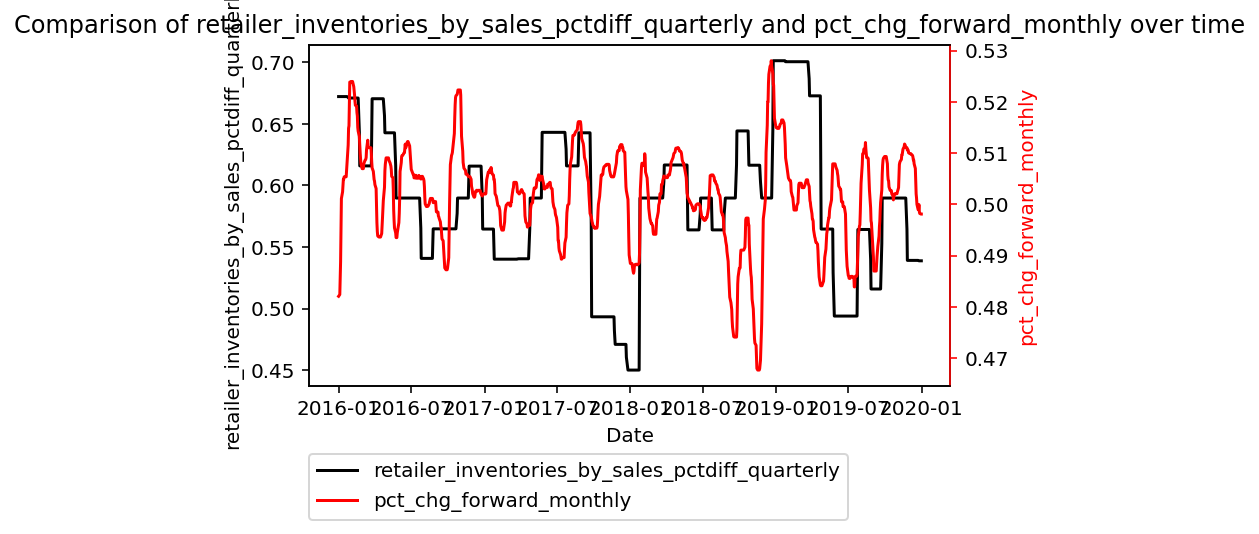 Comparison of retailer_inventories_by_sales_pctdiff_quarterly and pct_chg_forward_monthly over time
retailer_inventories_by_sales_pctdiff_quarterly
0.70
0.65
0.60
0.55
0.50
0.45
0.53
0.52
0.51
0.50
0.49
0.48
0.47
pct_chg_forward_monthly
2016-01 2016-07 2017-01 2017-07 2018-01 2018-07 2019-01 2019-07 2020-01
Date
retailer_inventories_by_sales_pctdiff_quarterly
pct_chg_forward_monthly